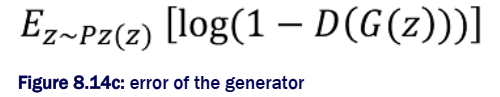 E_{z~Pz(z)} [log(1 − D(G(z)))]
Figure 8.14c: error of the generator